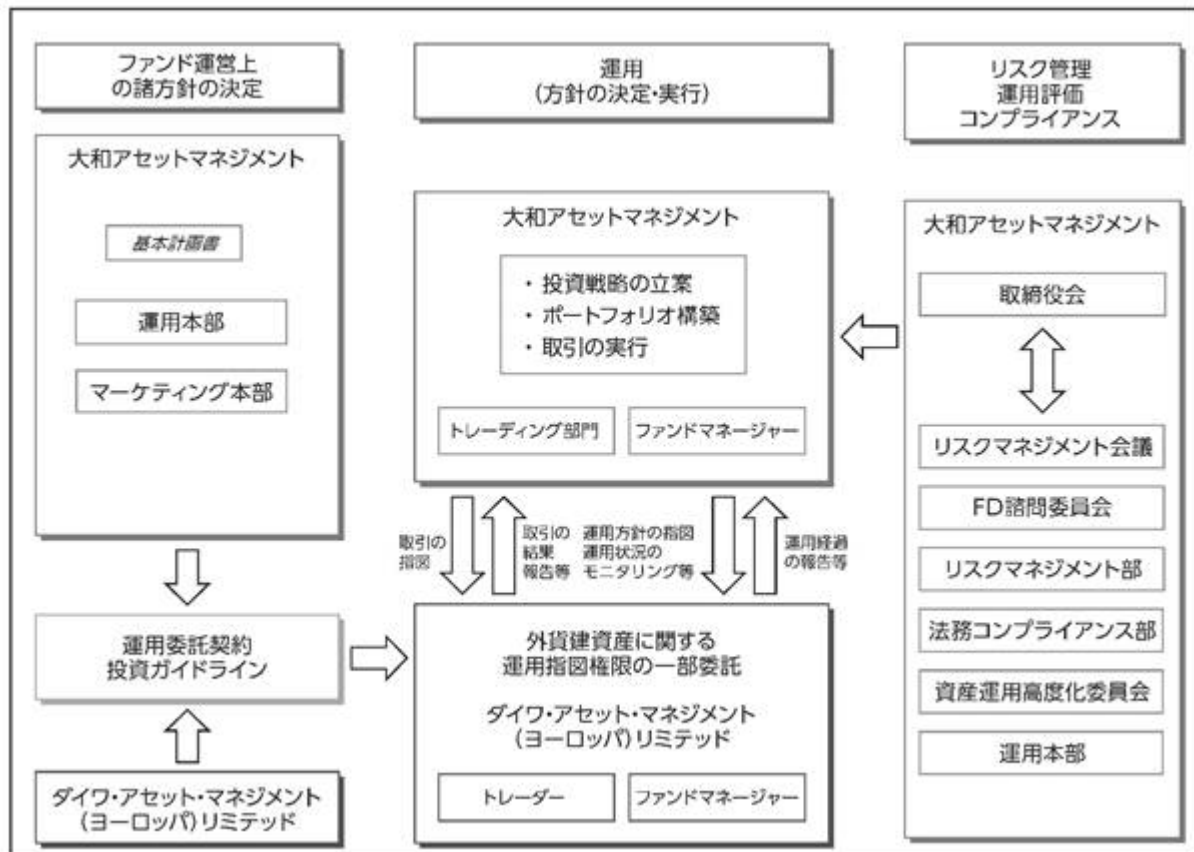 ファンド運営上
の諸方針の決定
大和アセットマネジメント
基本計画書
運用本部
マーケティング本部
運用委託契約
投資ガイドライン
ダイワ・アセット・マネジメント
(ヨーロッパ)リミテッド
運用
(方針の決定・実行)
大和アセットマネジメント
・ 投資戦略の立案
・ ポートフォリオ構築
・ 取引の実行
トレーディング部門
ファンドマネージャー
取引の
指図
取引の
結果
報告等
運用方針の指図
運用状況の
モニタリング等
運用経過
の報告等
外貨建資産に関する
運用指図権限の一部委託
ダイワ・アセット・マネジメント
(ヨーロッパ)リミテッド
トレーダー
ファンドマネージャー
リスク管理
運用評価
コンプライアンス
大和アセットマネジメント
取締役会
リスクマネジメント会議
FD諮問委員会
リスクマネジメント部
法務コンプライアンス部
資産運用高度化委員会
運用本部